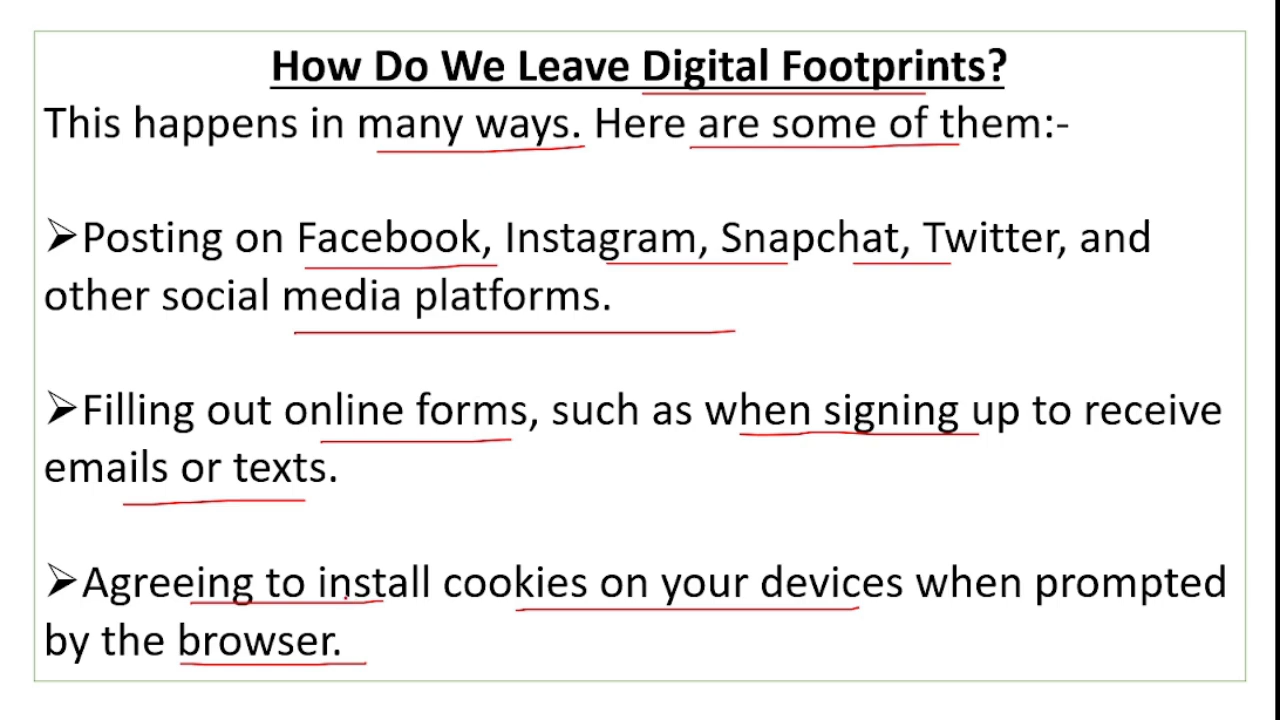 How Do We Leave Digital Footprints?
This happens in many ways. Here are some of them:-
➢Posting on Facebook, Instagram, Snapchat, Twitter, and
other social media platforms.
➢Filling out online forms, such as when signing up to receive
emails or texts.
➢Agreeing to install cookies on your devices when prompted
by the browser.